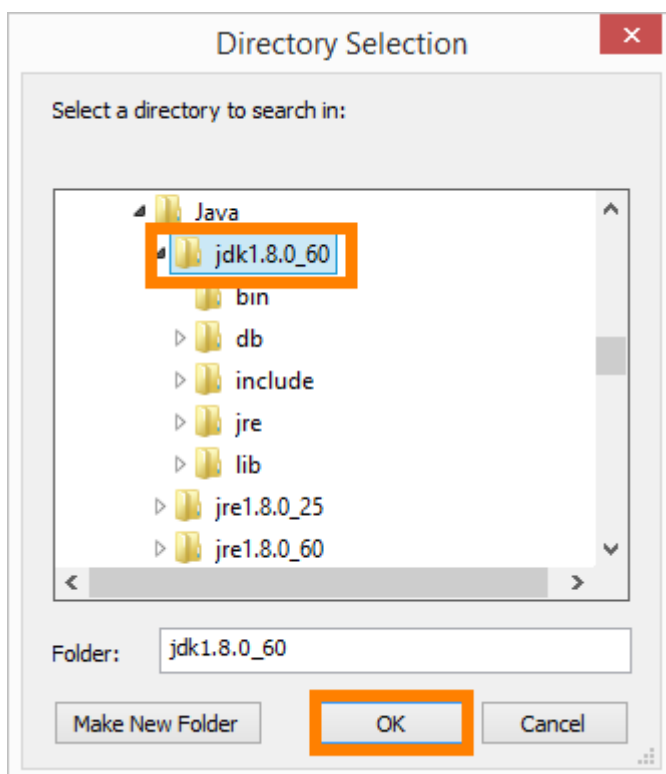 Directory Selection
Select a directory to search in:
Java
jdk1.8.0_60
bin
db
include
jre
lib
jre1.8.0_25
jre1.8.0_60
Folder: jdk1.8.0_60
Make New Folder OK Cancel